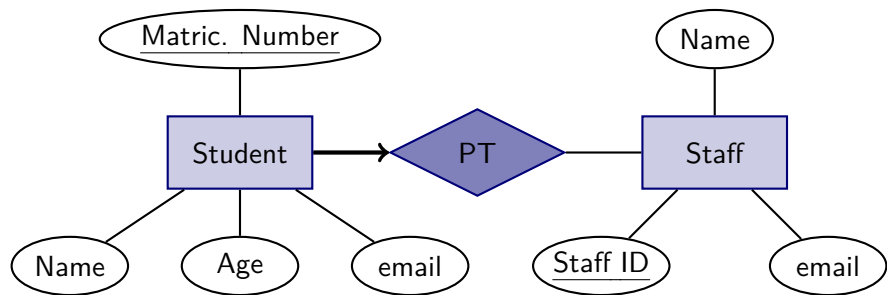 Matric. Number
Name
Student
PT
Staff
Name
Age
email
Staff ID
email